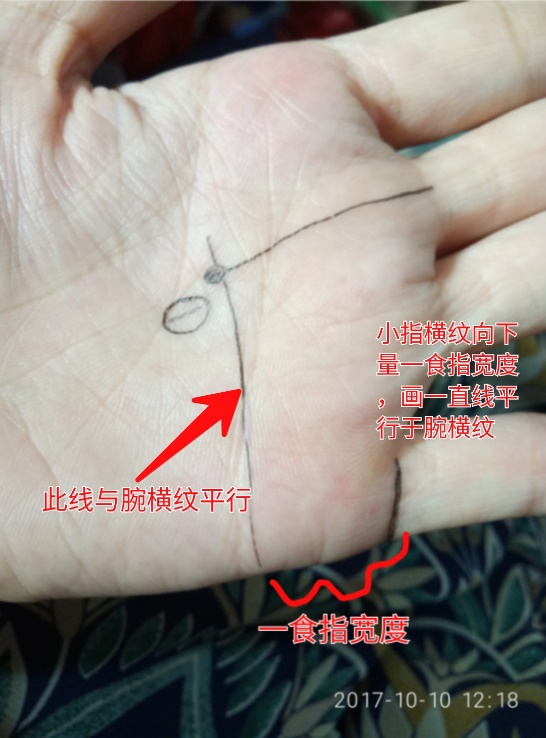 小指横纹向下
量一食指宽度
，画一直线平
行于腕横纹
此线与腕横纹平行
一食指宽度
2017-10-10 12:18